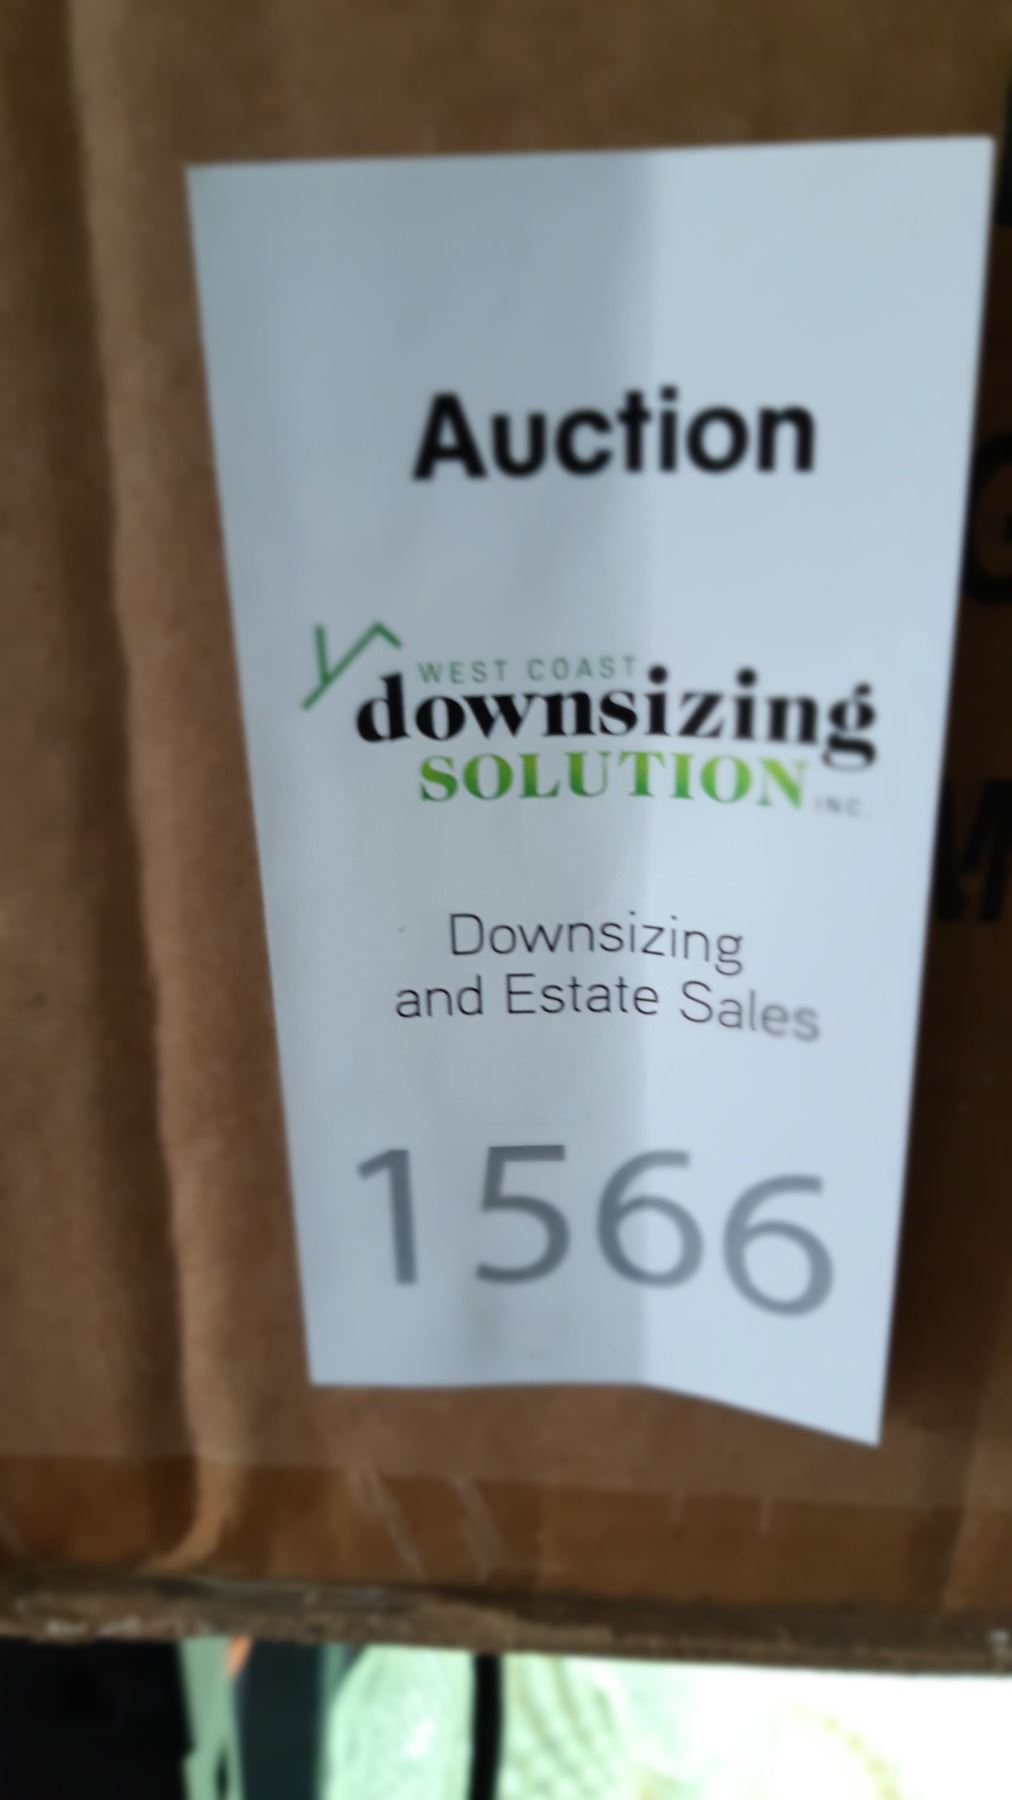 Auction
WEST COAST
downsizing
SOLUTION INC.
Downsizing
and Estate Sales
1566